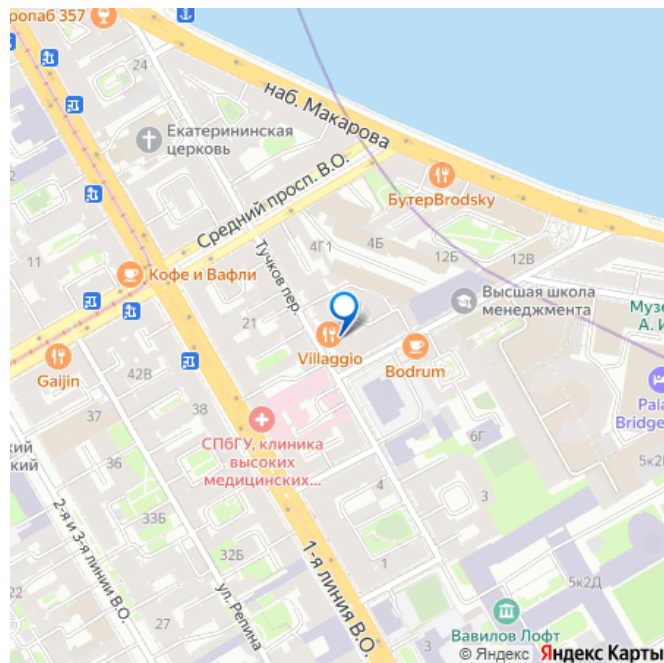 ропаб 357
24
наб. Макарова
Екатерининская
церковь
Средний просп. В.О.
БутерBrodsky
4Г1
4Б
12Б
12В
11
Кофе и Вафли
Тучков пер.
Высшая школа
менеджмента
Музе
А. И
21
Villaggio
Bodrum
Gaijin
42В
38
Pala
Bridge
37
СПбГУ, клиника
высоких
медицинских...
кий
кий
36
6Г
5к2
4
3
2-я и 3-я линии В.О.
33Б
32Б
1-я линия В.О.
1
5к2Д
27
ул. Репина
Вавилов Лофт
© Яндекс Яндекс Карты